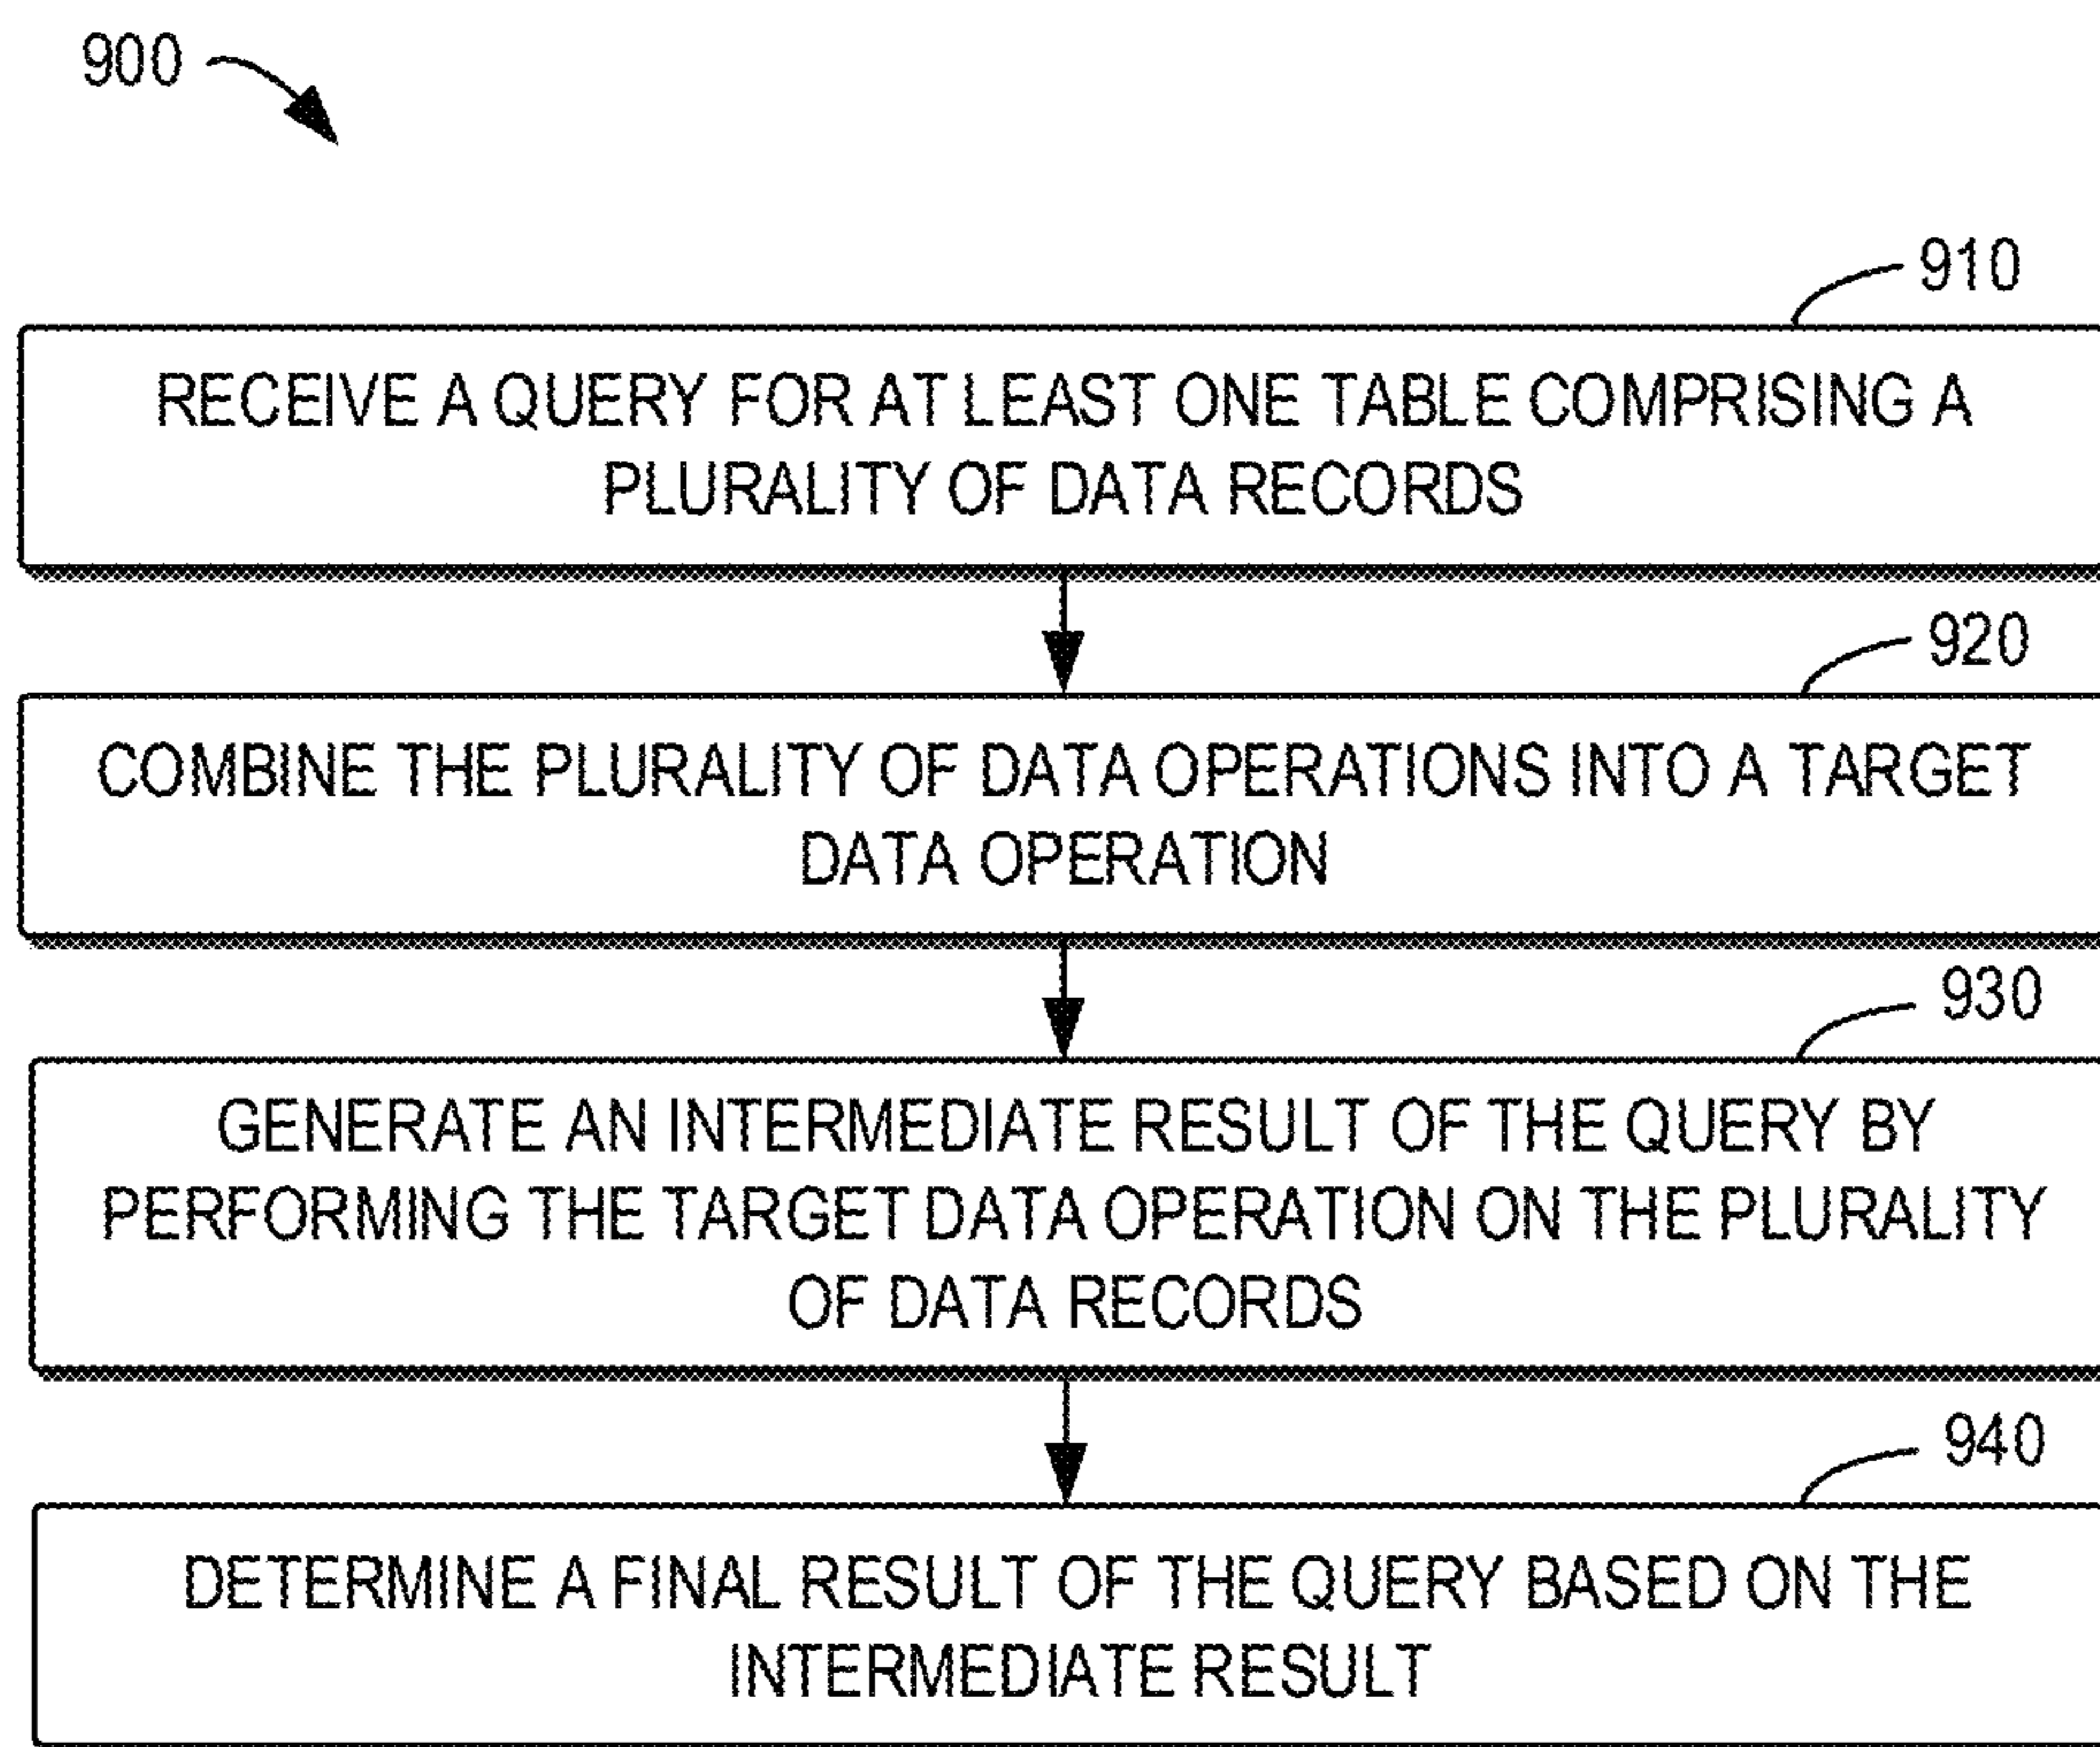 900
910
RECEIVE A QUERY FOR AT LEAST ONE TABLE COMPRISING A
PLURALITY OF DATA RECORDS
920
COMBINE THE PLURALITY OF DATA OPERATIONS INTO A TARGET
DATA OPERATION
930
GENERATE AN INTERMEDIATE RESULT OF THE QUERY BY
PERFORMING THE TARGET DATA OPERATION ON THE PLURALITY
OF DATA RECORDS
940
DETERMINE A FINAL RESULT OF THE QUERY BASED ON THE
INTERMEDIATE RESULT